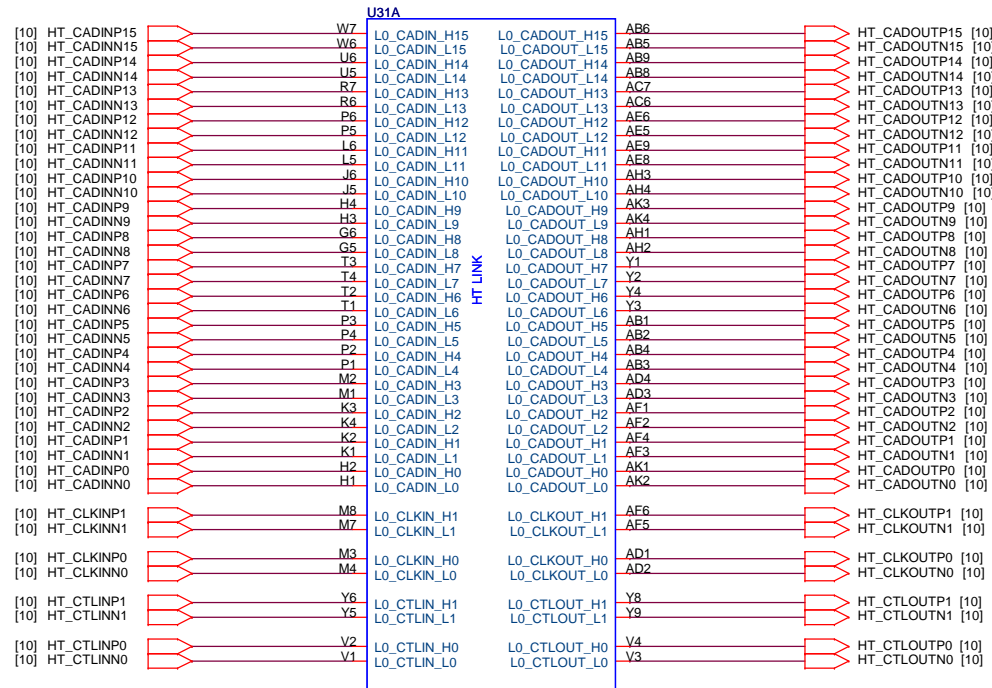 U31A
[10] HT_CADINP15 W7 L0_CADIN_H15 L0_CADOUT_H15 AB6 HT_CADOUTP15 [10]
[10] HT_CADINN15 W6 L0_CADIN_L15 L0_CADOUT_L15 AB5 HT_CADOUTN15 [10]
[10] HT_CADINP14 U6 L0_CADIN_H14 L0_CADOUT_H14 AB9 HT_CADOUTP14 [10]
[10] HT_CADINN14 U5 L0_CADIN_L14 L0_CADOUT_L14 AB8 HT_CADOUTN14 [10]
[10] HT_CADINP13 R7 L0_CADIN_H13 L0_CADOUT_H13 AC7 HT_CADOUTP13 [10]
[10] HT_CADINN13 R6 L0_CADIN_L13 L0_CADOUT_L13 AC6 HT_CADOUTN13 [10]
[10] HT_CADINP12 P6 L0_CADIN_H12 L0_CADOUT_H12 AE6 HT_CADOUTP12 [10]
[10] HT_CADINN12 P5 L0_CADIN_L12 L0_CADOUT_L12 AE5 HT_CADOUTN12 [10]
[10] HT_CADINP11 L6 L0_CADIN_H11 L0_CADOUT_H11 AE9 HT_CADOUTP11 [10]
[10] HT_CADINN11 L5 L0_CADIN_L11 L0_CADOUT_L11 AE8 HT_CADOUTN11 [10]
[10] HT_CADINP10 J6 L0_CADIN_H10 L0_CADOUT_H10 AH3 HT_CADOUTP10 [10]
[10] HT_CADINN10 J5 L0_CADIN_L10 L0_CADOUT_L10 AH4 HT_CADOUTN10 [10]
[10] HT_CADINP9 H4 L0_CADIN_H9 L0_CADOUT_H9 AK3 HT_CADOUTP9 [10]
[10] HT_CADINN9 H3 L0_CADIN_L9 L0_CADOUT_L9 AK4 HT_CADOUTN9 [10]
[10] HT_CADINP8 G6 L0_CADIN_H8 L0_CADOUT_H8 AH1 HT_CADOUTP8 [10]
[10] HT_CADINN8 G5 L0_CADIN_L8 L0_CADOUT_L8 AH2 HT_CADOUTN8 [10]
[10] HT_CADINP7 T3 L0_CADIN_H7 L0_CADOUT_H7 Y1 HT_CADOUTP7 [10]
[10] HT_CADINN7 T4 L0_CADIN_L7 L0_CADOUT_L7 Y2 HT_CADOUTN7 [10]
HT LINK
[10] HT_CADINP6 T2 L0_CADIN_H6 L0_CADOUT_H6 Y4 HT_CADOUTP6 [10]
[10] HT_CADINN6 T1 L0_CADIN_L6 L0_CADOUT_L6 Y3 HT_CADOUTN6 [10]
[10] HT_CADINP5 P3 L0_CADIN_H5 L0_CADOUT_H5 AB1 HT_CADOUTP5 [10]
[10] HT_CADINN5 P4 L0_CADIN_L5 L0_CADOUT_L5 AB2 HT_CADOUTN5 [10]
[10] HT_CADINP4 P2 L0_CADIN_H4 L0_CADOUT_H4 AB4 HT_CADOUTP4 [10]
[10] HT_CADINN4 P1 L0_CADIN_L4 L0_CADOUT_L4 AB3 HT_CADOUTN4 [10]
[10] HT_CADINP3 M2 L0_CADIN_H3 L0_CADOUT_H3 AD4 HT_CADOUTP3 [10]
[10] HT_CADINN3 M1 L0_CADIN_L3 L0_CADOUT_L3 AD3 HT_CADOUTN3 [10]
[10] HT_CADINP2 K3 L0_CADIN_H2 L0_CADOUT_H2 AF1 HT_CADOUTP2 [10]
[10] HT_CADINN2 K4 L0_CADIN_L2 L0_CADOUT_L2 AF2 HT_CADOUTN2 [10]
[10] HT_CADINP1 K2 L0_CADIN_H1 L0_CADOUT_H1 AF4 HT_CADOUTP1 [10]
[10] HT_CADINN1 K1 L0_CADIN_L1 L0_CADOUT_L1 AF3 HT_CADOUTN1 [10]
[10] HT_CADINP0 H2 L0_CADIN_H0 L0_CADOUT_H0 AK1 HT_CADOUTP0 [10]
[10] HT_CADINN0 H1 L0_CADIN_L0 L0_CADOUT_L0 AK2 HT_CADOUTN0 [10]
[10] HT_CLKINP1 M8 L0_CLKIN_H1 L0_CLKOUT_H1 AF6 HT_CLKOUTP1 [10]
[10] HT_CLKINN1 M7 L0_CLKIN_L1 L0_CLKOUT_L1 AF5 HT_CLKOUTN1 [10]
[10] HT_CLKINP0 M3 L0_CLKIN_H0 L0_CLKOUT_H0 AD1 HT_CLKOUTP0 [10]
[10] HT_CLKINN0 M4 L0_CLKIN_L0 L0_CLKOUT_L0 AD2 HT_CLKOUTN0 [10]
[10] HT_CTLINP1 Y6 L0_CTLIN_H1 L0_CTLOUT_H1 Y8 HT_CTLOUTP1 [10]
[10] HT_CTLINN1 Y5 L0_CTLIN_L1 L0_CTLOUT_L1 Y9 HT_CTLOUTN1 [10]
[10] HT_CTLINP0 V2 L0_CTLIN_H0 L0_CTLOUT_H0 V4 HT_CTLOUTP0 [10]
[10] HT_CTLINN0 V1 L0_CTLIN_L0 L0_CTLOUT_L0 V3 HT_CTLOUTN0 [10]